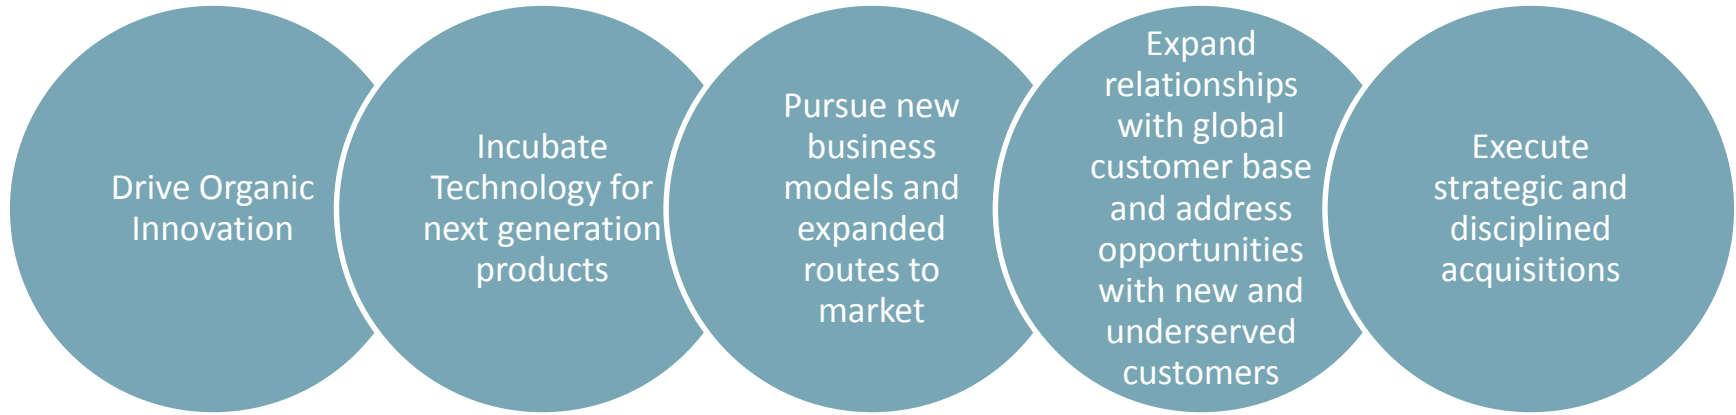 Drive Organic
Innovation
Incubate
Technology for
next generation
products
Pursue new
business
models and
expanded
routes to
market
Expand
relationships
with global
customer base
and address
opportunities
with new and
underserved
customers
Execute
strategic and
disciplined
acquisitions